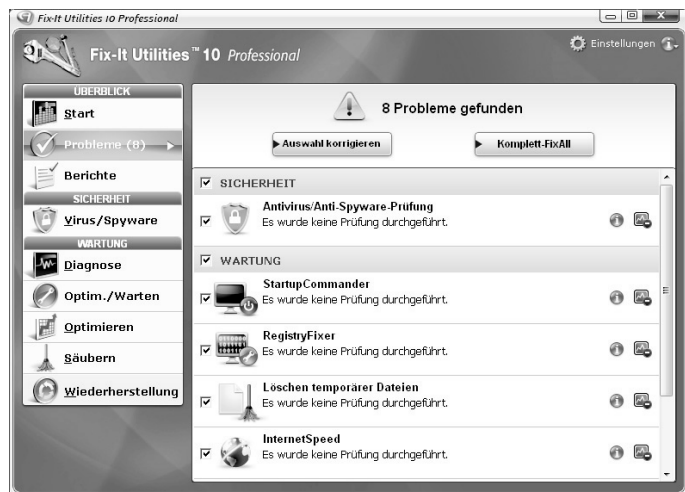 Fix-It Utilities 10 Professional
Fix-It Utilities™ 10 Professional
Einstellungen
ÜBERBLICK
Start
Probleme (8)
Berichte
SICHERHEIT
Virus/Spyware
WARTUNG
Diagnose
Optim./Warten
Optimieren
Säubern
Wiederherstellung
8 Probleme gefunden
Auswahl korrigieren
Komplett-FixAll
SICHERHEIT
Antivirus/Anti-Spyware-Prüfung
Es wurde keine Prüfung durchgeführt.
WARTUNG
StartupCommander
Es wurde keine Prüfung durchgeführt.
RegistryFixer
Es wurde keine Prüfung durchgeführt.
Löschen temporärer Dateien
Es wurde keine Prüfung durchgeführt.
InternetSpeed
Es wurde keine Prüfung durchgeführt.